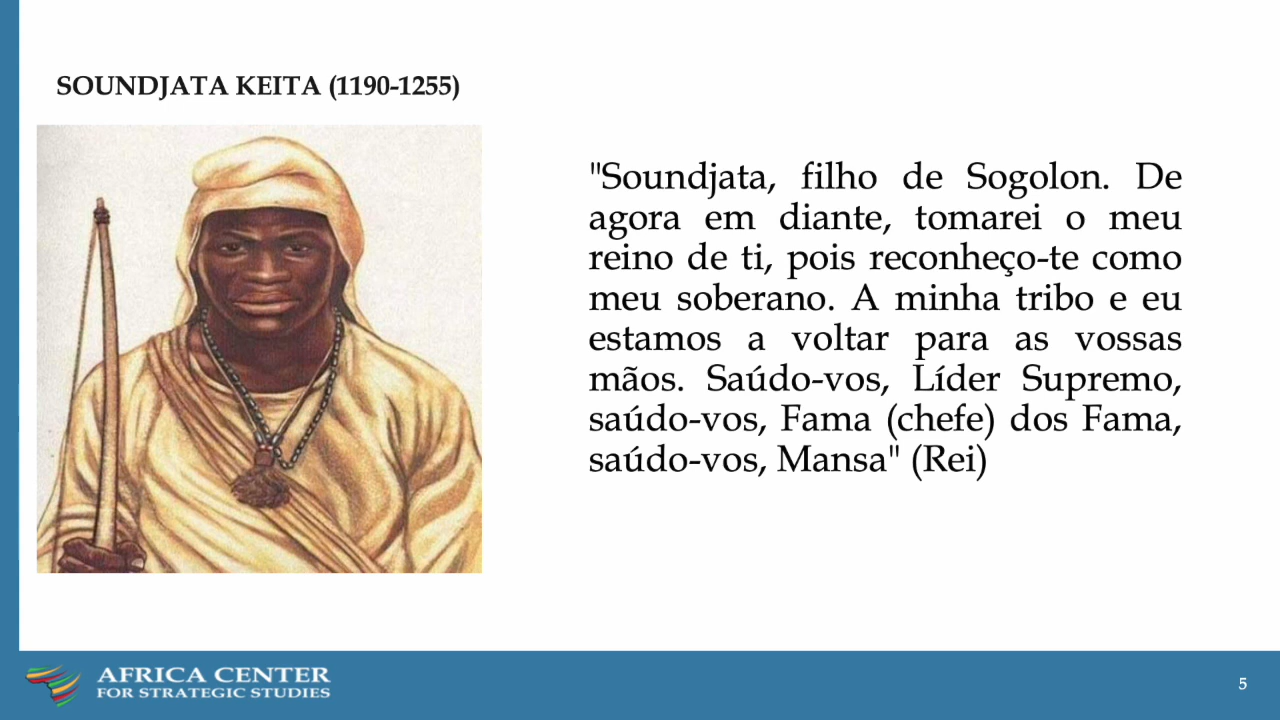 SOUNDJATA KEITA (1190-1255)
"Soundjata, filho de Sogolon. De
agora em diante, tomarei o meu
reino de ti, pois reconheço-te como
meu soberano. A minha tribo e eu
estamos a voltar para as vossas
mãos. Saúdo-vos, Líder Supremo,
saúdo-vos, Fama (chefe) dos Fama,
saúdo-vos, Mansa" (Rei)
AFRICA CENTER
FOR STRATEGIC STUDIES
5